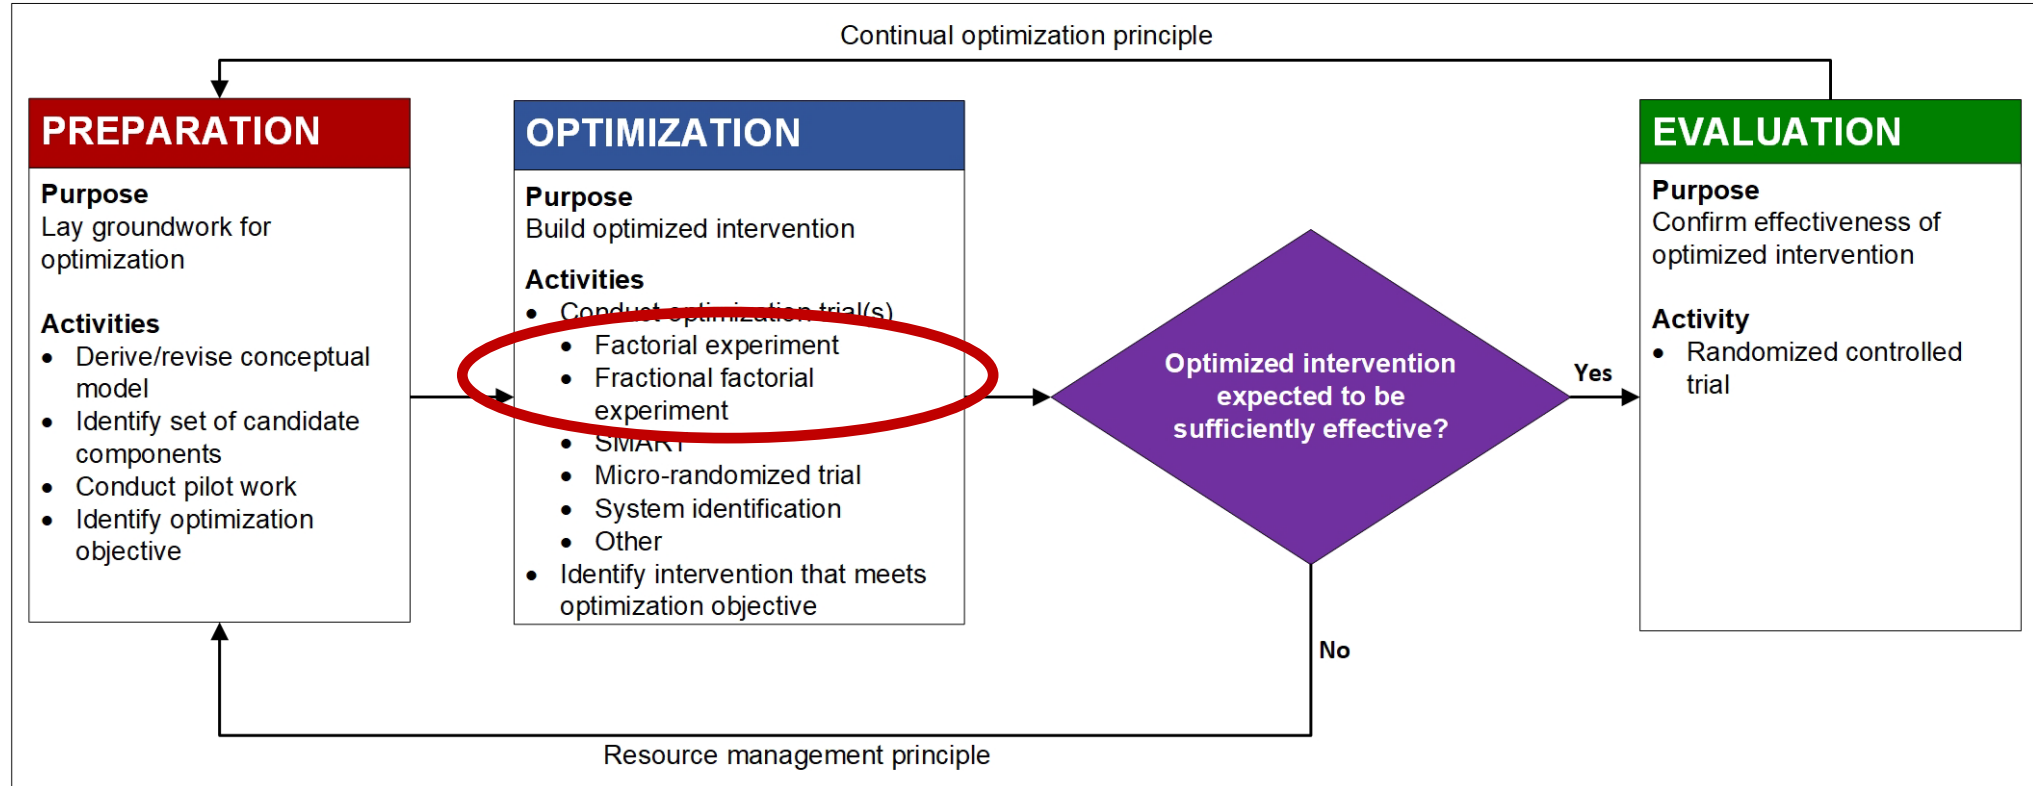 Continual optimization principle
PREPARATION
Purpose
Lay groundwork for
optimization
Activities
• Derive/revise conceptual
model
• Identify set of candidate
components
• Conduct pilot work
• Identify optimization
objective
OPTIMIZATION
Purpose
Build optimized intervention
Activities
• Conduct optimization trial(s)
• Factorial experiment
• Fractional factorial
experiment
• SMART
• Micro-randomized trial
• System identification
• Other
• Identify intervention that meets
optimization objective
Optimized intervention
expected to be
sufficiently effective?
Yes
No
EVALUATION
Purpose
Confirm effectiveness of
optimized intervention
Activity
• Randomized controlled
trial
Resource management principle